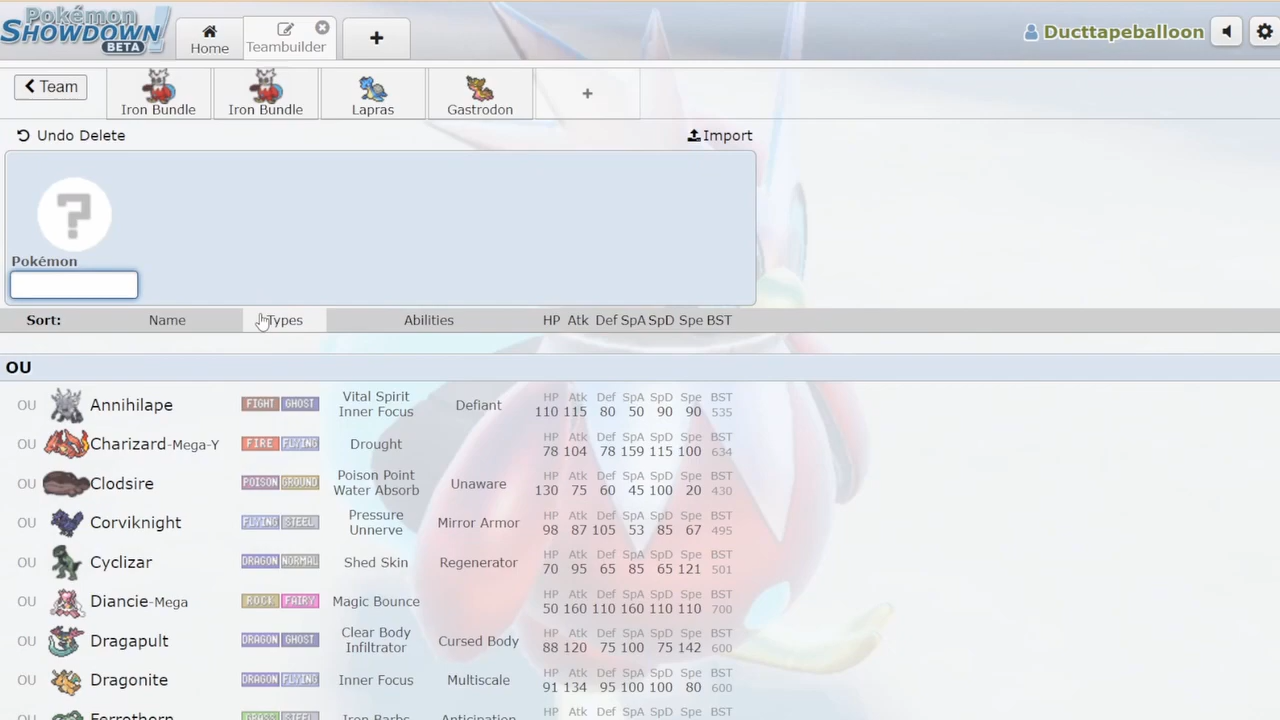 Pokémon
SHOWDOWN!
BETA
Home
Teambuilder
+
Ducttapeballoon
Team
Iron Bundle
Iron Bundle
Lapras
Gastrodon
+
Undo Delete
Import
?
Pokémon
Sort: Name Types Abilities HP Atk Def SpA SpD Spe BST
OU
OU Annihilape FIGHT GHOST Vital Spirit Inner Focus Defiant HP 110 Atk 115 Def 80 SpA 50 SpD 90 Spe 90 BST 535
OU Charizard-Mega-Y FIRE FLYING Drought HP 78 Atk 104 Def 78 SpA 159 SpD 115 Spe 100 BST 634
OU Clodsire POISON GROUND Poison Point Water Absorb Unaware HP 130 Atk 75 Def 60 SpA 45 SpD 100 Spe 20 BST 430
OU Corviknight FLYING STEEL Pressure Unnerve Mirror Armor HP 98 Atk 87 Def 105 SpA 53 SpD 85 Spe 67 BST 495
OU Cyclizar DRAGON NORMAL Shed Skin Regenerator HP 70 Atk 95 Def 65 SpA 85 SpD 65 Spe 121 BST 501
OU Diancie-Mega ROCK FAIRY Magic Bounce HP 50 Atk 160 Def 110 SpA 160 SpD 110 Spe 110 BST 700
OU Dragapult DRAGON GHOST Clear Body Infiltrator Cursed Body HP 88 Atk 120 Def 75 SpA 100 SpD 75 Spe 142 BST 600
OU Dragonite DRAGON FLYING Inner Focus Multiscale HP 91 Atk 134 Def 95 SpA 100 SpD 100 Spe 80 BST 600
OU Ferrothorn GRASS STEEL Iron Barbs Anticipation HP Atk Def SpA SpD Spe BST